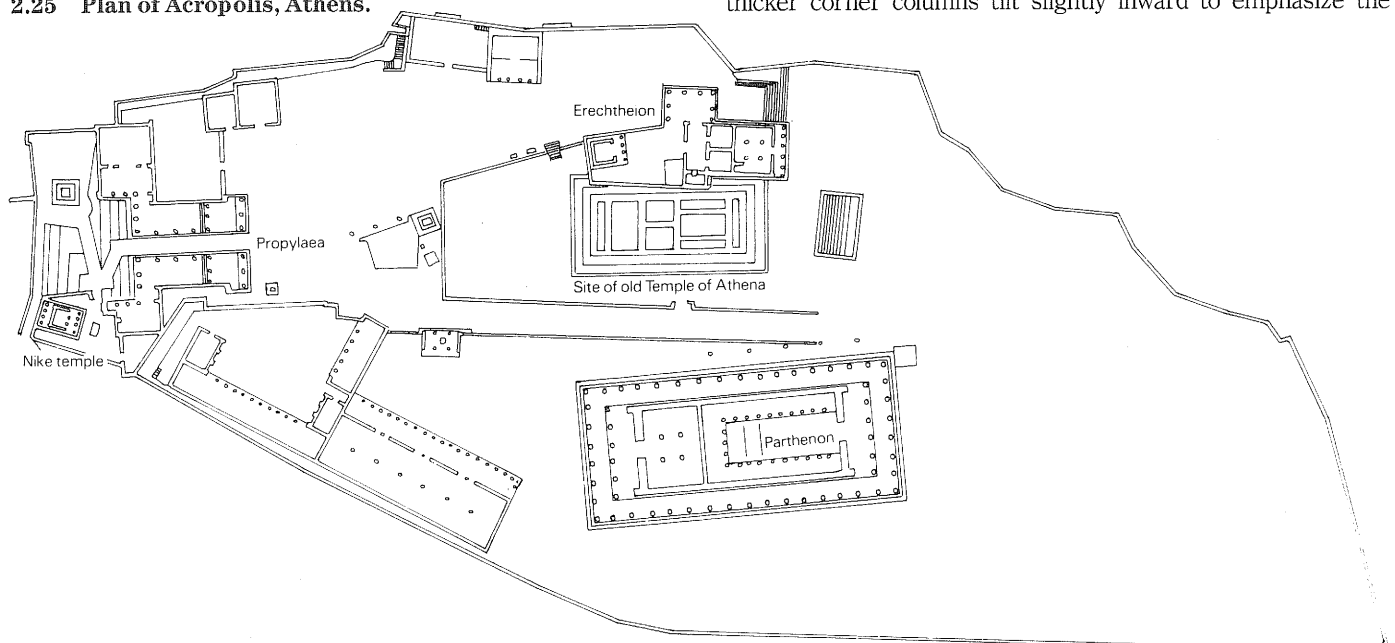 2.25 Plan of Acropolis, Athens.
thicker corner columns tilt slightly inward to emphasize the
Erechtheion
Propylaea
Site of old Temple of Athena
Nike temple
Parthenon